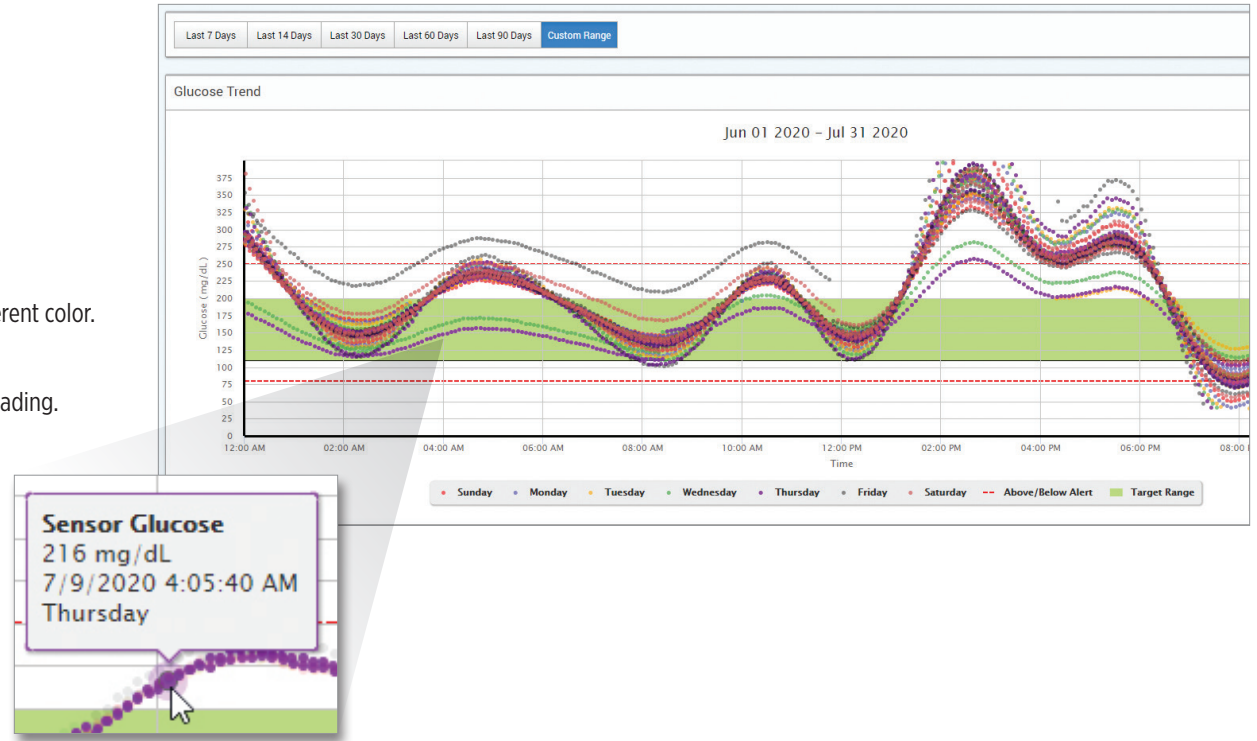 Last 7 Days Last 14 Days Last 30 Days Last 60 Days Last 90 Days Custom Range
Glucose Trend
Jun 01 2020 – Jul 31 2020
375
350
325
300
275
250
225
200
175
150
125
100
75
50
25
0
Glucose (mg/dL)
12:00 AM 02:00 AM 04:00 AM 06:00 AM 08:00 AM 10:00 AM 12:00 PM 02:00 PM 04:00 PM 06:00 PM 08:00
Time
Sunday Monday Tuesday Wednesday Thursday Friday Saturday Above/Below Alert Target Range
erent color.
ading.
Sensor Glucose
216 mg/dL
7/9/2020 4:05:40 AM
Thursday